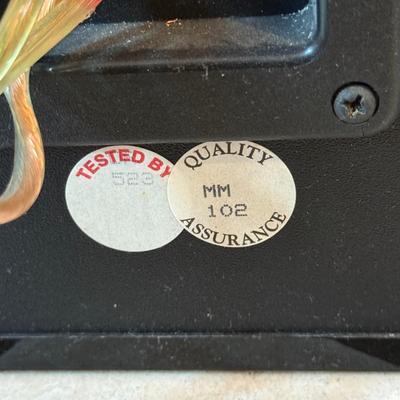 TESTED BY
523
QUALITY
MM
102
ASSURANCE